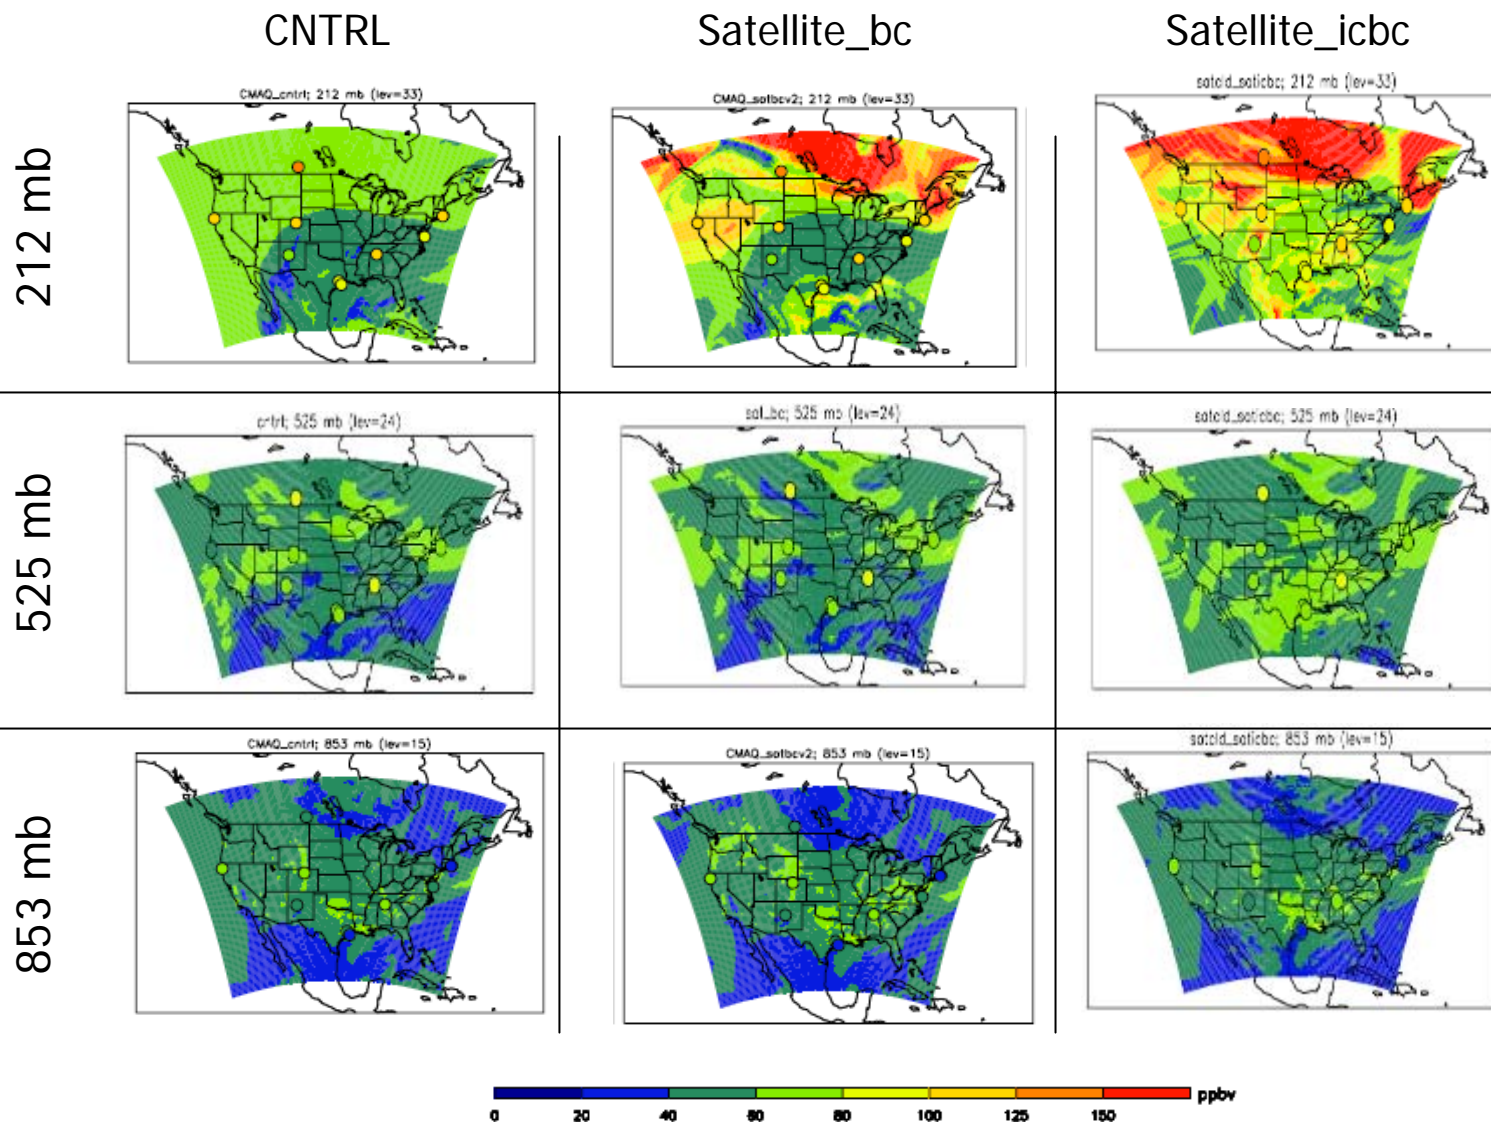 CNTRL Satellite_bc Satellite_icbc
212 mb
CMAQ_cntrl; 212 mb (lev=33)
CMAQ_satbcv2; 212 mb (lev=33)
satcld_saticbc; 212 mb (lev=33)
525 mb
cntrl; 525 mb (lev=24)
sat_bc; 525 mb (lev=24)
satcld_saticbc; 525 mb (lev=24)
853 mb
CMAQ_cntrl; 853 mb (lev=15)
CMAQ_satbcv2; 853 mb (lev=15)
satcld_saticbc; 853 mb (lev=15)
0 20 40 60 80 100 125 150 ppbv